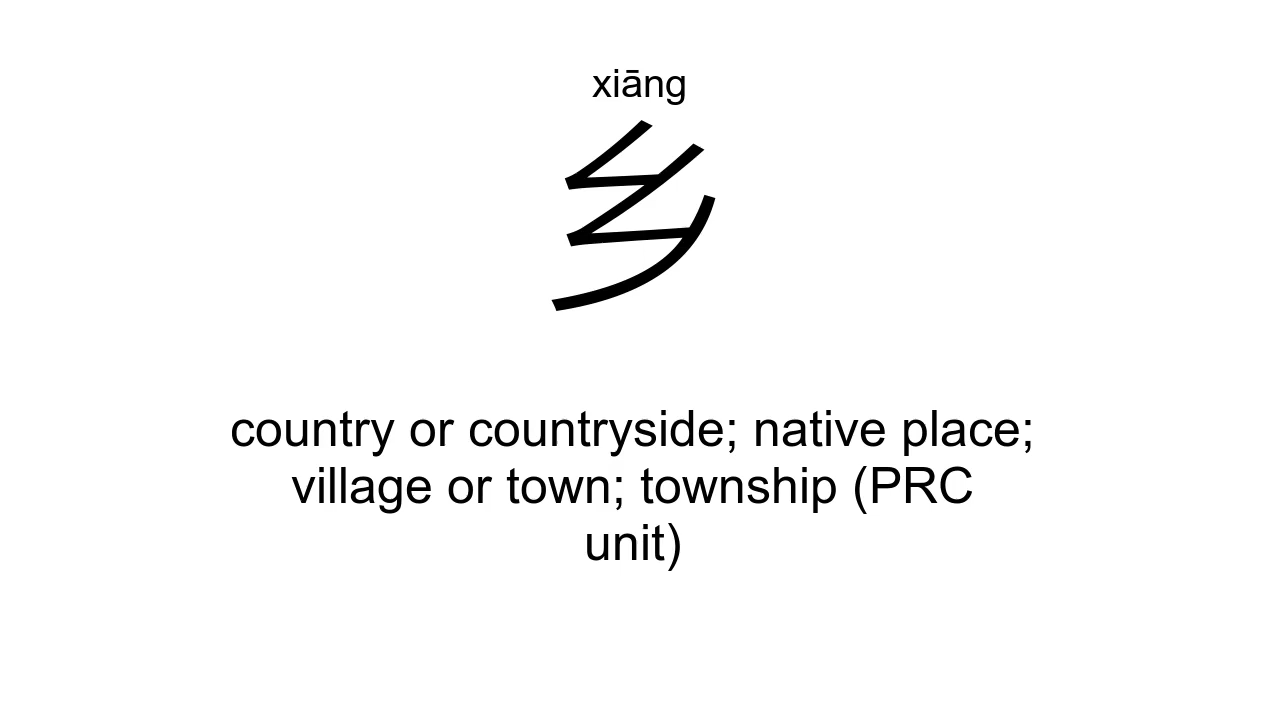 xiāng
乡
country or countryside; native place;
village or town; township (PRC
unit)